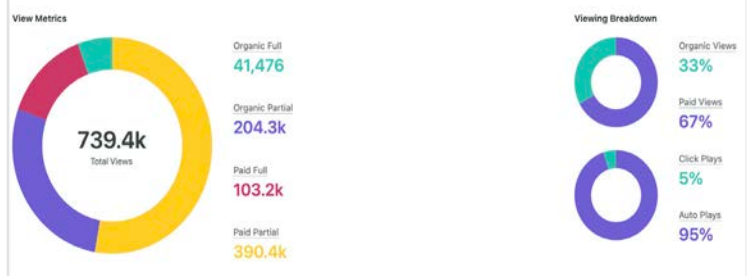 View Metrics
739.4k
Total Views
Organic Full
41,476
Organic Partial
204.3k
Paid Full
103.2k
Paid Partial
390.4k
Viewing Breakdown
Organic Views
33%
Paid Views
67%
Click Plays
5%
Auto Plays
95%